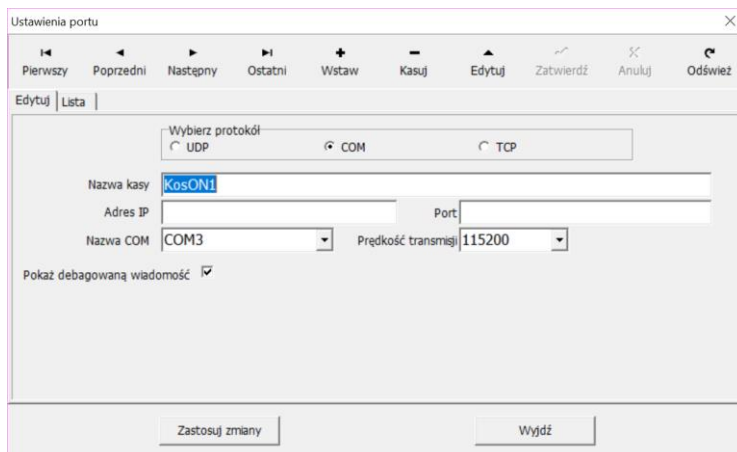 Ustawienia portu
Pierwszy Poprzedni Następny Ostatni Wstaw Kasuj Edytuj Zatwierdź Anuluj Odśwież
Edytuj Lista
Wybierz protokół
UDP COM TCP
Nazwa kasy KosON1
Adres IP Port
Nazwa COM COM3 Prędkość transmisji 115200
Pokaż debagowaną wiadomość
Zastosuj zmiany Wyjdź